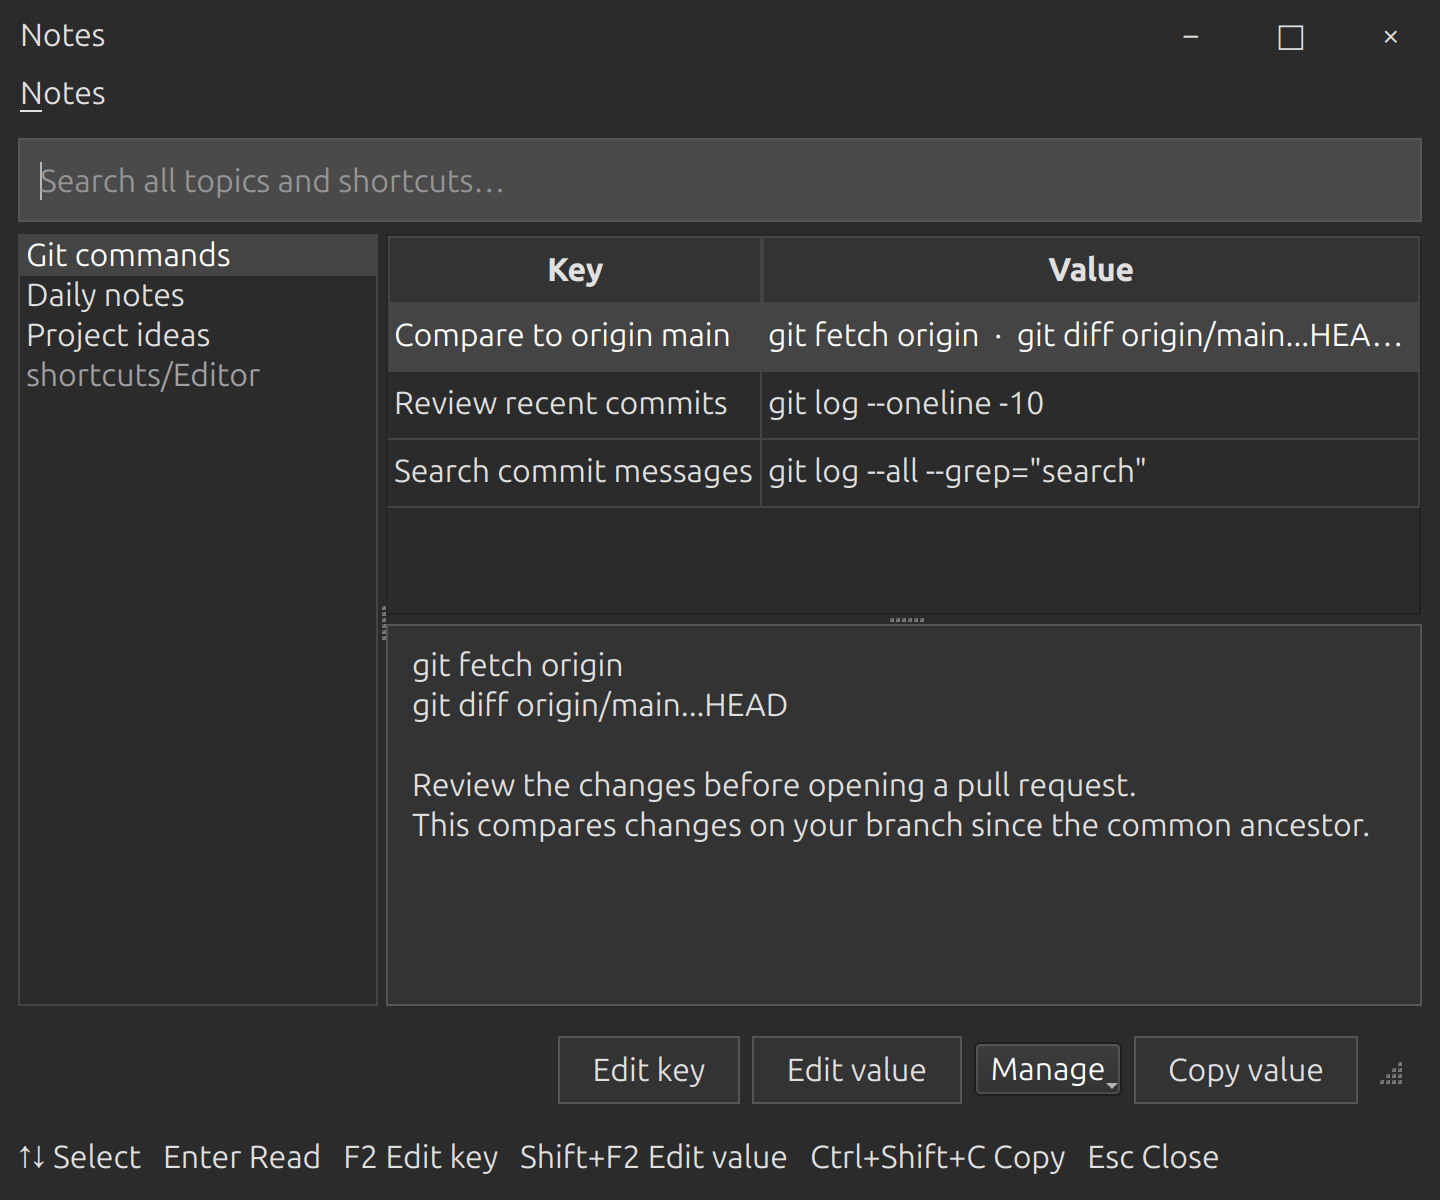 Notes
Notes
Search all topics and shortcuts…
Git commands
Daily notes
Project ideas
shortcuts/Editor
Key Value
Compare to origin main git fetch origin · git diff origin/main...HEA…
Review recent commits git log --oneline -10
Search commit messages git log --all --grep="search"
git fetch origin
git diff origin/main...HEAD
Review the changes before opening a pull request.
This compares changes on your branch since the common ancestor.
Edit key Edit value Manage Copy value
↑↓ Select Enter Read F2 Edit key Shift+F2 Edit value Ctrl+Shift+C Copy Esc Close